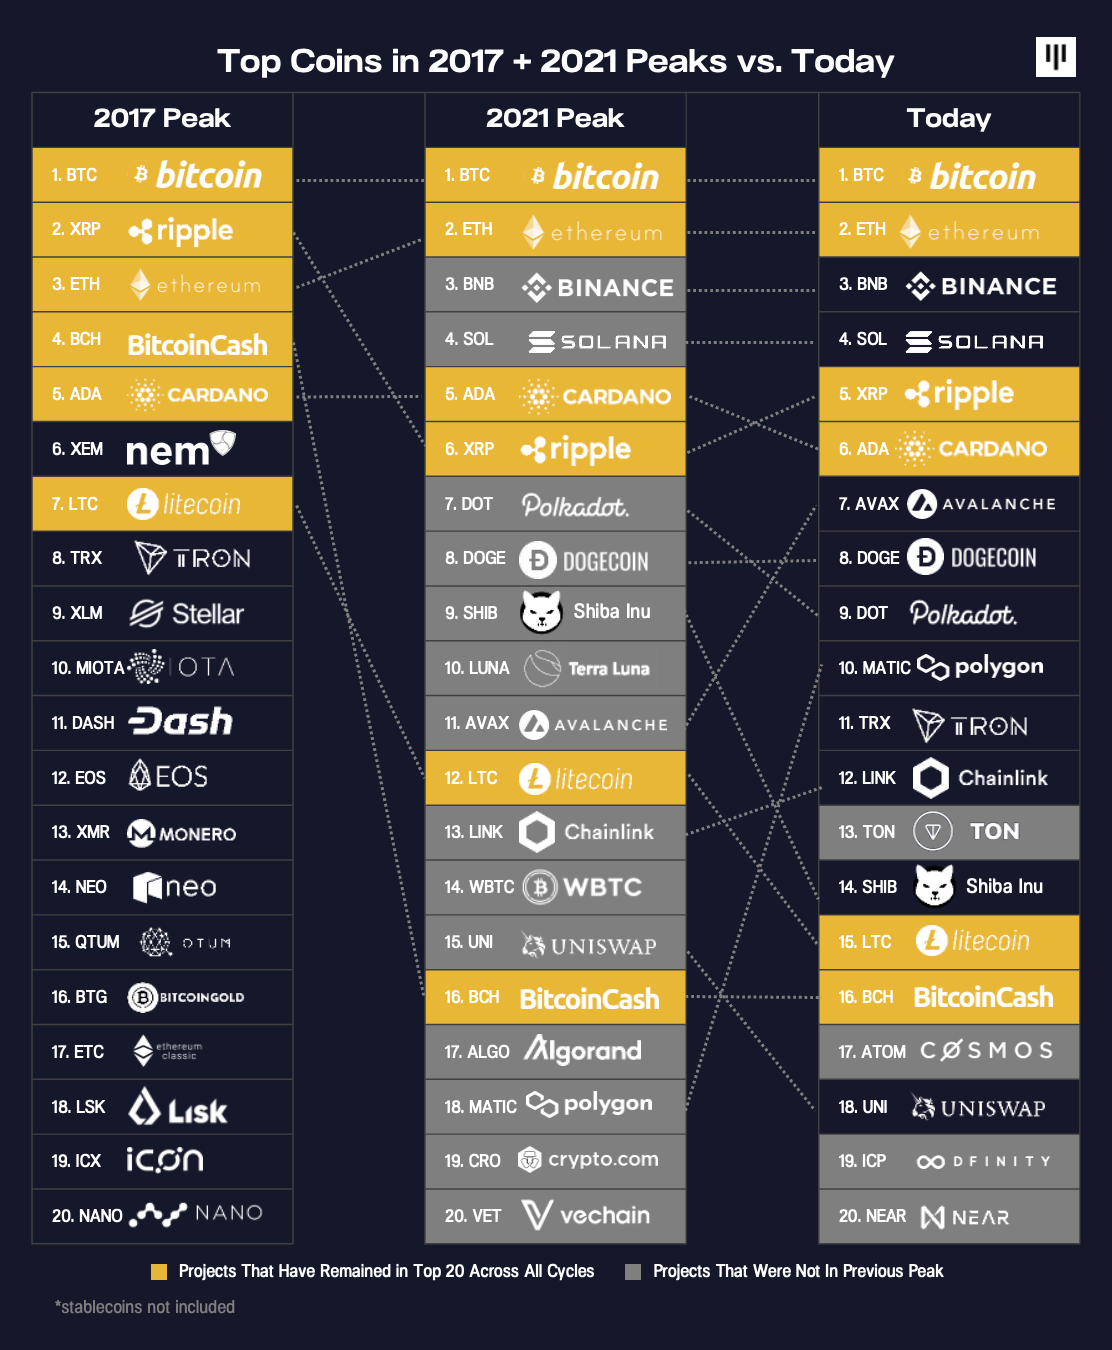 Top Coins in 2017 + 2021 Peaks vs. Today
2017 Peak
1. BTC bitcoin
2. XRP ripple
3. ETH ethereum
4. BCH BitcoinCash
5. ADA CARDANO
6. XEM nem
7. LTC litecoin
8. TRX TRON
9. XLM Stellar
10. MIOTA IOTA
11. DASH Dash
12. EOS EOS
13. XMR MONERO
14. NEO neo
15. QTUM QTUM
16. BTG BITCOINGOLD
17. ETC ethereum classic
18. LSK Lisk
19. ICX icon
20. NANO NANO
2021 Peak
1. BTC bitcoin
2. ETH ethereum
3. BNB BINANCE
4. SOL SOLANA
5. ADA CARDANO
6. XRP ripple
7. DOT Polkadot.
8. DOGE DOGECOIN
9. SHIB Shiba Inu
10. LUNA Terra Luna
11. AVAX AVALANCHE
12. LTC litecoin
13. LINK Chainlink
14. WBTC WBTC
15. UNI UNISWAP
16. BCH BitcoinCash
17. ALGO Algorand
18. MATIC polygon
19. CRO crypto.com
20. VET vechain
Today
1. BTC bitcoin
2. ETH ethereum
3. BNB BINANCE
4. SOL SOLANA
5. XRP ripple
6. ADA CARDANO
7. AVAX AVALANCHE
8. DOGE DOGECOIN
9. DOT Polkadot.
10. MATIC polygon
11. TRX TRON
12. LINK Chainlink
13. TON TON
14. SHIB Shiba Inu
15. LTC litecoin
16. BCH BitcoinCash
17. ATOM COSMOS
18. UNI UNISWAP
19. ICP DFINITY
20. NEAR NEAR
Projects That Have Remained in Top 20 Across All Cycles
Projects That Were Not In Previous Peak
*stablecoins not included